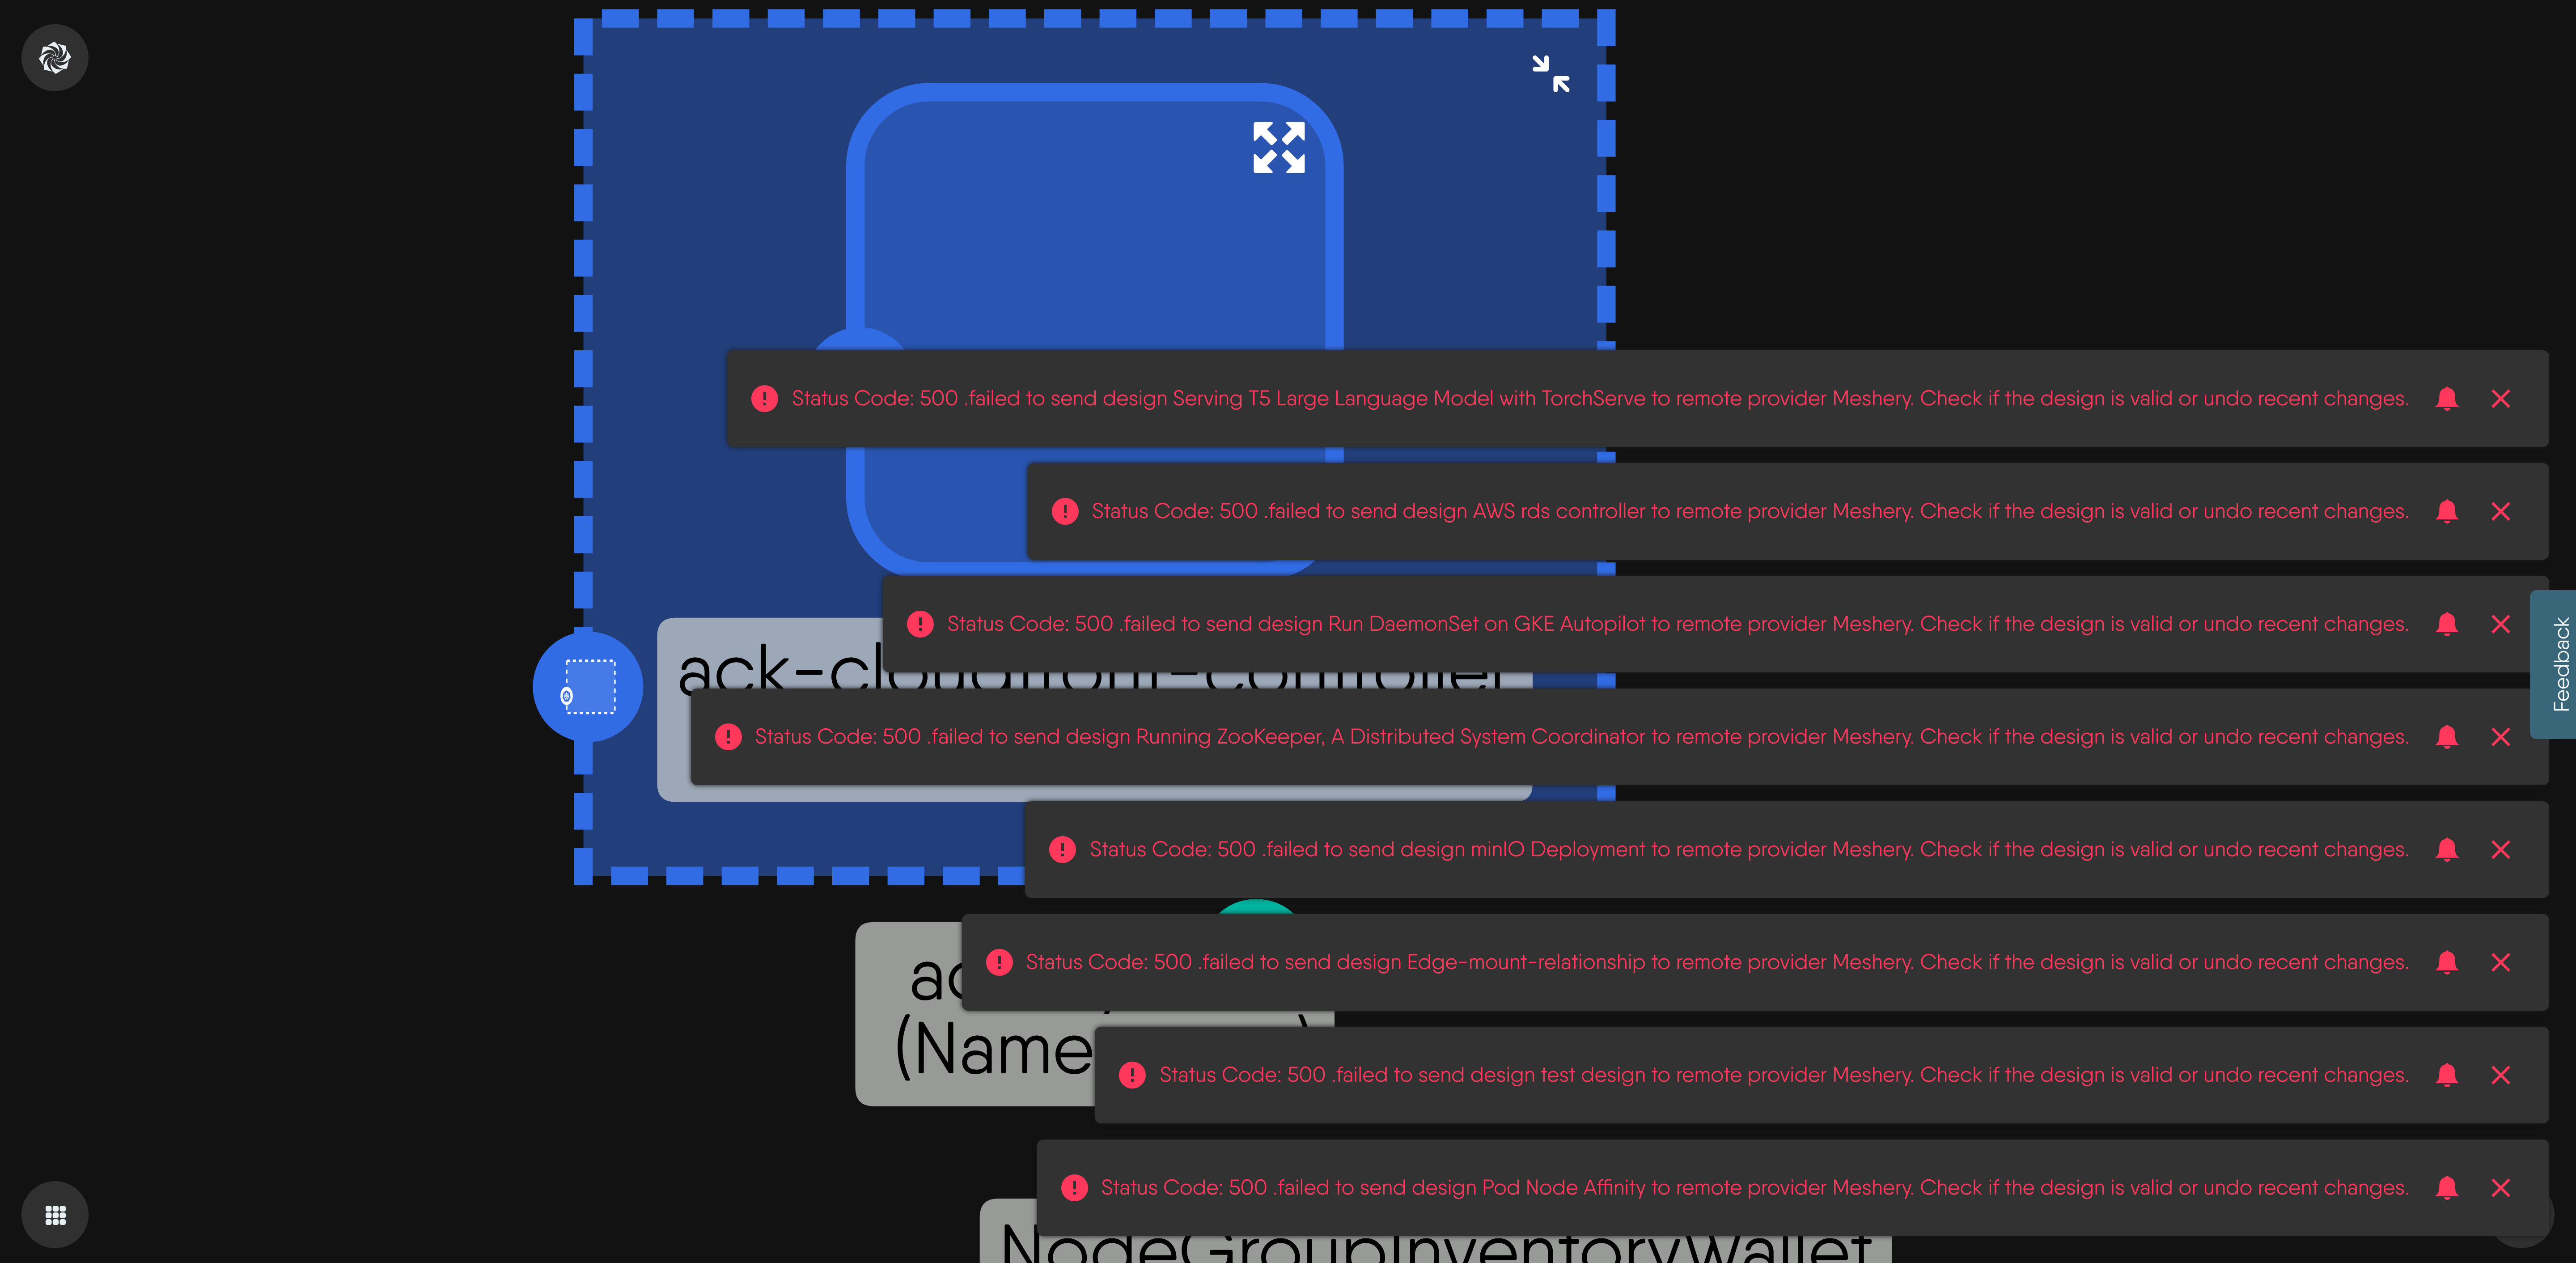 Status Code: 500 .failed to send design Serving T5 Large Language Model with TorchServe to remote provider Meshery. Check if the design is valid or undo recent changes.
Status Code: 500 .failed to send design AWS rds controller to remote provider Meshery. Check if the design is valid or undo recent changes.
Status Code: 500 .failed to send design Run DaemonSet on GKE Autopilot to remote provider Meshery. Check if the design is valid or undo recent changes.
Feedback
ack-cloudfront-controller
Status Code: 500 .failed to send design Running ZooKeeper, A Distributed System Coordinator to remote provider Meshery. Check if the design is valid or undo recent changes.
Status Code: 500 .failed to send design minIO Deployment to remote provider Meshery. Check if the design is valid or undo recent changes.
Status Code: 500 .failed to send design Edge-mount-relationship to remote provider Meshery. Check if the design is valid or undo recent changes.
(Name
Status Code: 500 .failed to send design test design to remote provider Meshery. Check if the design is valid or undo recent changes.
Status Code: 500 .failed to send design Pod Node Affinity to remote provider Meshery. Check if the design is valid or undo recent changes.
NodeGroupInventoryWallet